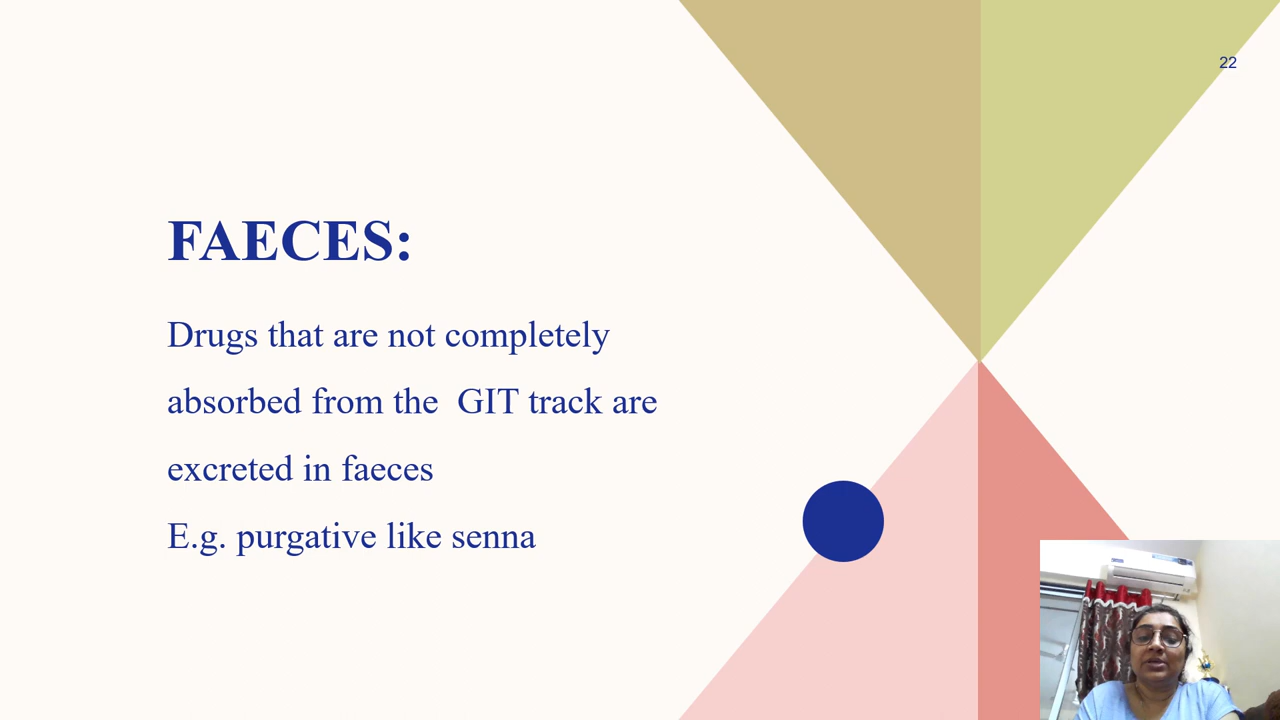 22
FAECES:
Drugs that are not completely
absorbed from the  GIT track are
excreted in faeces
E.g. purgative like senna